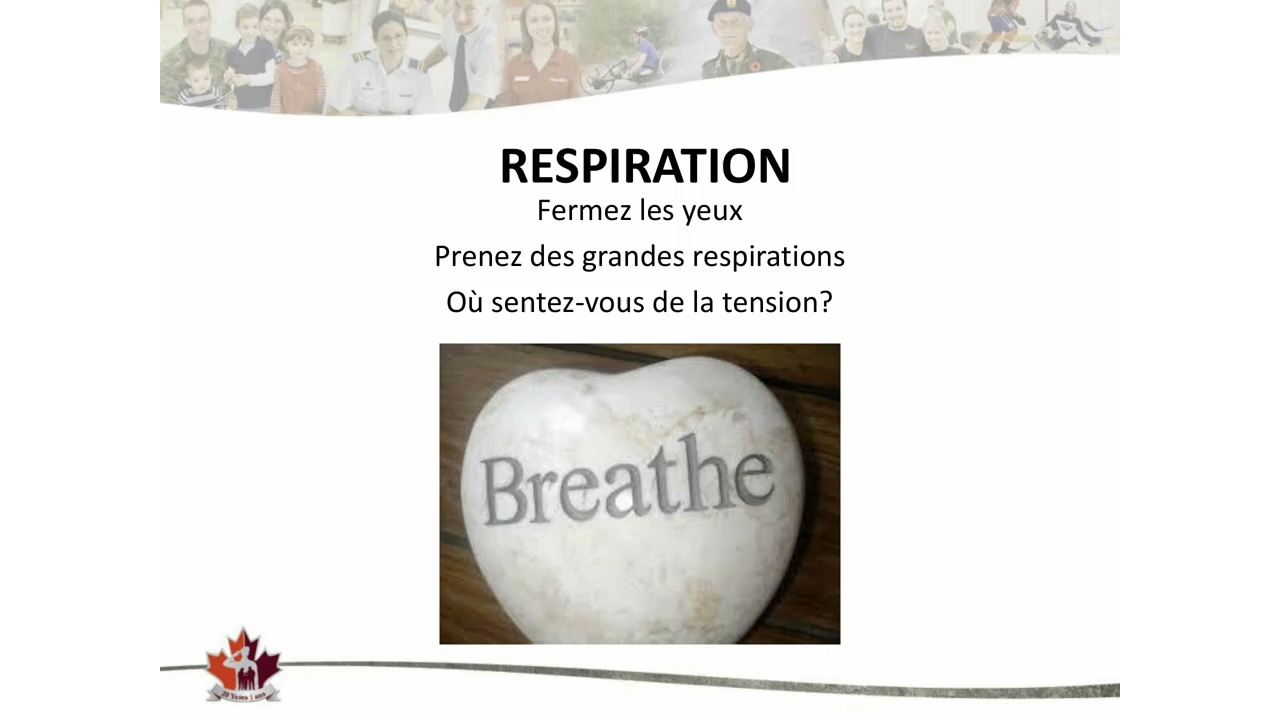 RESPIRATION
Fermez les yeux
Prenez des grandes respirations
Où sentez-vous de la tension?
Breathe